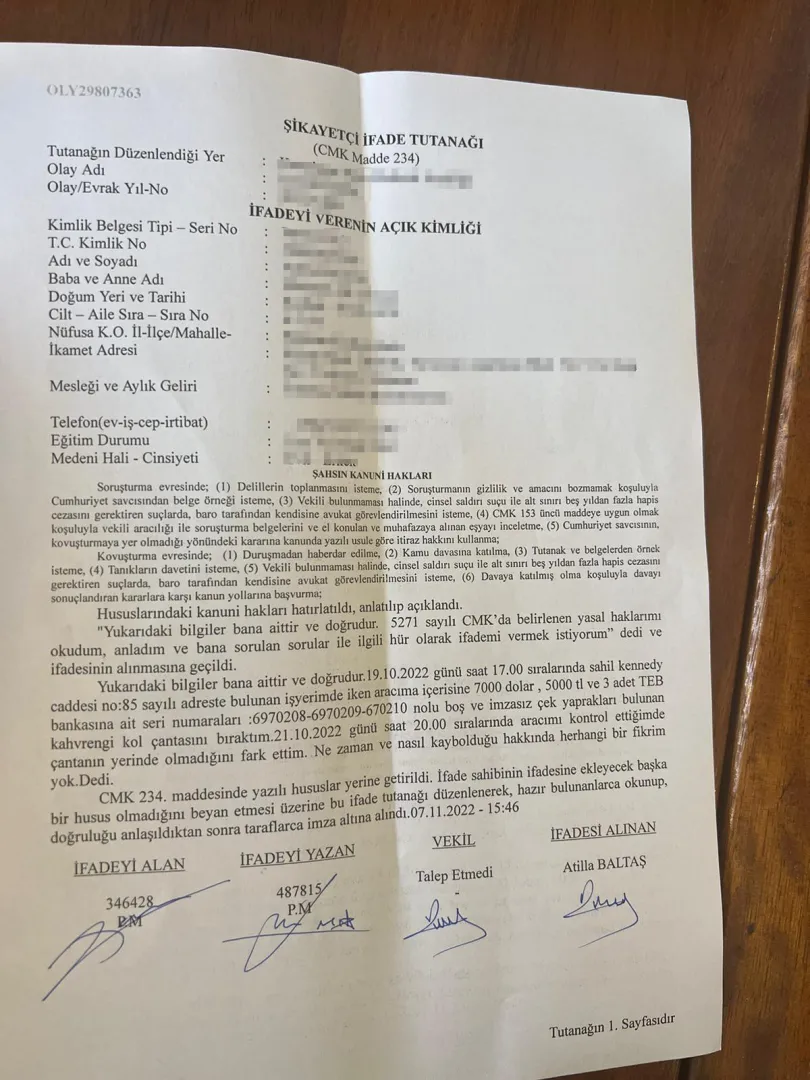 OLY29807363
ŞİKAYETÇİ İFADE TUTANAĞI
(CMK Madde 234)
Tutanağın Düzenlendiği Yer :
Olay Adı :
Olay/Evrak Yıl-No :
İFADEYİ VERENİN AÇIK KİMLİĞİ
Kimlik Belgesi Tipi – Seri No :
T.C. Kimlik No :
Adı ve Soyadı :
Baba ve Anne Adı :
Doğum Yeri ve Tarihi :
Cilt – Aile Sıra – Sıra No :
Nüfusa K.O. İl-İlçe/Mahalle- :
İkamet Adresi :
Mesleği ve Aylık Geliri :
Telefon(ev-iş-cep-irtibat) :
Eğitim Durumu :
Medeni Hali - Cinsiyeti :
ŞAHSIN KANUNİ HAKLARI
Soruşturma evresinde; (1) Delillerin toplanmasını isteme, (2) Soruşturmanın gizlilik ve amacını bozmamak koşuluyla
Cumhuriyet savcısından belge örneği isteme, (3) Vekili bulunmaması halinde, cinsel saldırı suçu ile alt sınırı beş yıldan fazla hapis
cezasını gerektiren suçlarda, baro tarafından kendisine avukat görevlendirilmesini isteme, (4) CMK 153 üncü maddeye uygun olmak
koşuluyla vekili aracılığı ile soruşturma belgelerini ve el konulan ve muhafazaya alınan eşyayı inceletme, (5) Cumhuriyet savcısının,
kovuşturmaya yer olmadığı yönündeki kararına kanunda yazılı usule göre itiraz hakkını kullanma;
Kovuşturma evresinde; (1) Duruşmadan haberdar edilme, (2) Kamu davasına katılma, (3) Tutanak ve belgelerden örnek
isteme, (4) Tanıkların davetini isteme, (5) Vekili bulunmaması halinde, cinsel saldırı suçu ile alt sınırı beş yıldan fazla hapis cezasını
gerektiren suçlarda, baro tarafından kendisine avukat görevlendirilmesini isteme, (6) Davaya katılmış olma koşuluyla davayı
sonuçlandıran kararlara karşı kanun yollarına başvurma;
Hususlarındaki kanuni hakları hatırlatıldı, anlatılıp açıklandı.
"Yukarıdaki bilgiler bana aittir ve doğrudur. 5271 sayılı CMK'da belirlenen yasal haklarımı
okudum, anladım ve bana sorulan sorular ile ilgili hür olarak ifademi vermek istiyorum" dedi ve
ifadesinin alınmasına geçildi.
Yukarıdaki bilgiler bana aittir ve doğrudur.19.10.2022 günü saat 17.00 sıralarında sahil kennedy
caddesi no:85 sayılı adreste bulunan işyerimde iken aracıma içerisine 7000 dolar , 5000 tl ve 3 adet TEB
bankasına ait seri numaraları :6970208-6970209-670210 nolu boş ve imzasız çek yaprakları bulunan
kahvrengi kol çantasını bıraktım.21.10.2022 günü saat 20.00 sıralarında aracımı kontrol ettiğimde
çantanın yerinde olmadığını fark ettim. Ne zaman ve nasıl kaybolduğu hakkında herhangi bir fikrim
yok.Dedi.
CMK 234. maddesinde yazılı hususlar yerine getirildi. İfade sahibinin ifadesine ekleyecek başka
bir husus olmadığını beyan etmesi üzerine bu ifade tutanağı düzenlenerek, hazır bulunanlarca okunup,
doğruluğu anlaşıldıktan sonra taraflarca imza altına alındı.07.11.2022 - 15:46
İFADEYİ ALAN İFADEYİ YAZAN VEKİL İFADESİ ALINAN
346428 487815 Talep Etmedi Atilla BALTAŞ
P.M P.M -
Tutanağın 1. Sayfasıdır